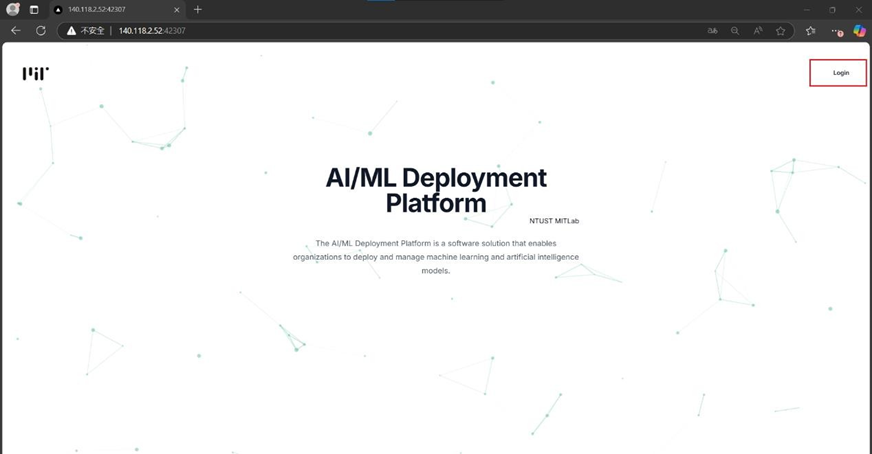 140.118.2.52:42307
不安全
140.118.2.52:42307
Login
AI/ML Deployment
Platform
NTUST MITLab
The AI/ML Deployment Platform is a software solution that enables
organizations to deploy and manage machine learning and artificial intelligence
models.